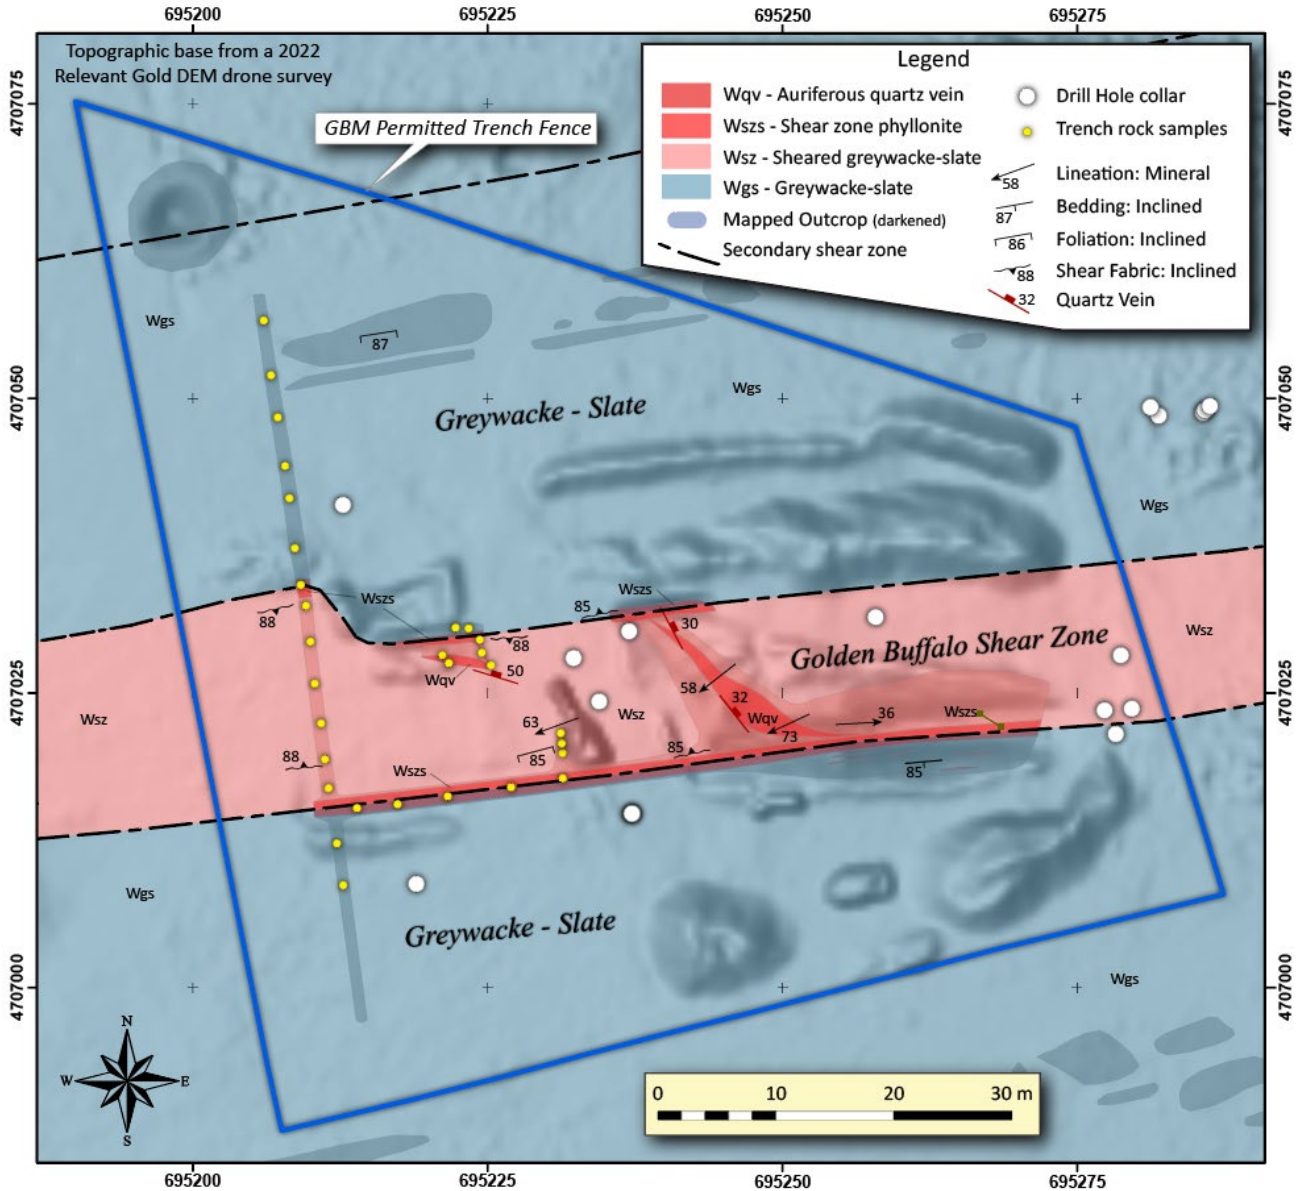 695200
695225
695250
695275
Topographic base from a 2022
Relevant Gold DEM drone survey
4707075
4707075
GBM Permitted Trench Fence
Legend
Wqv - Auriferous quartz vein
Wszs - Shear zone phyllonite
Wsz - Sheared greywacke-slate
Wgs - Greywacke-slate
Mapped Outcrop (darkened)
Secondary shear zone
Drill Hole collar
Trench rock samples
58
Lineation: Mineral
87
Bedding: Inclined
86
Foliation: Inclined
88
Shear Fabric: Inclined
32
Quartz Vein
Wgs
87
Wgs
4707050
4707050
Greywacke - Slate
Wgs
Wszs
Wszs
85
88
30
88
Golden Buffalo Shear Zone
Wsz
50
Wqv
58
32
4707025
4707025
Wsz
63
Wsz
Wqv
36
Wszs
73
85
85
88
Wszs
85
Wgs
Greywacke - Slate
Wgs
4707000
4707000
N
W
E
S
0
10
20
30 m
695200
695225
695250
695275